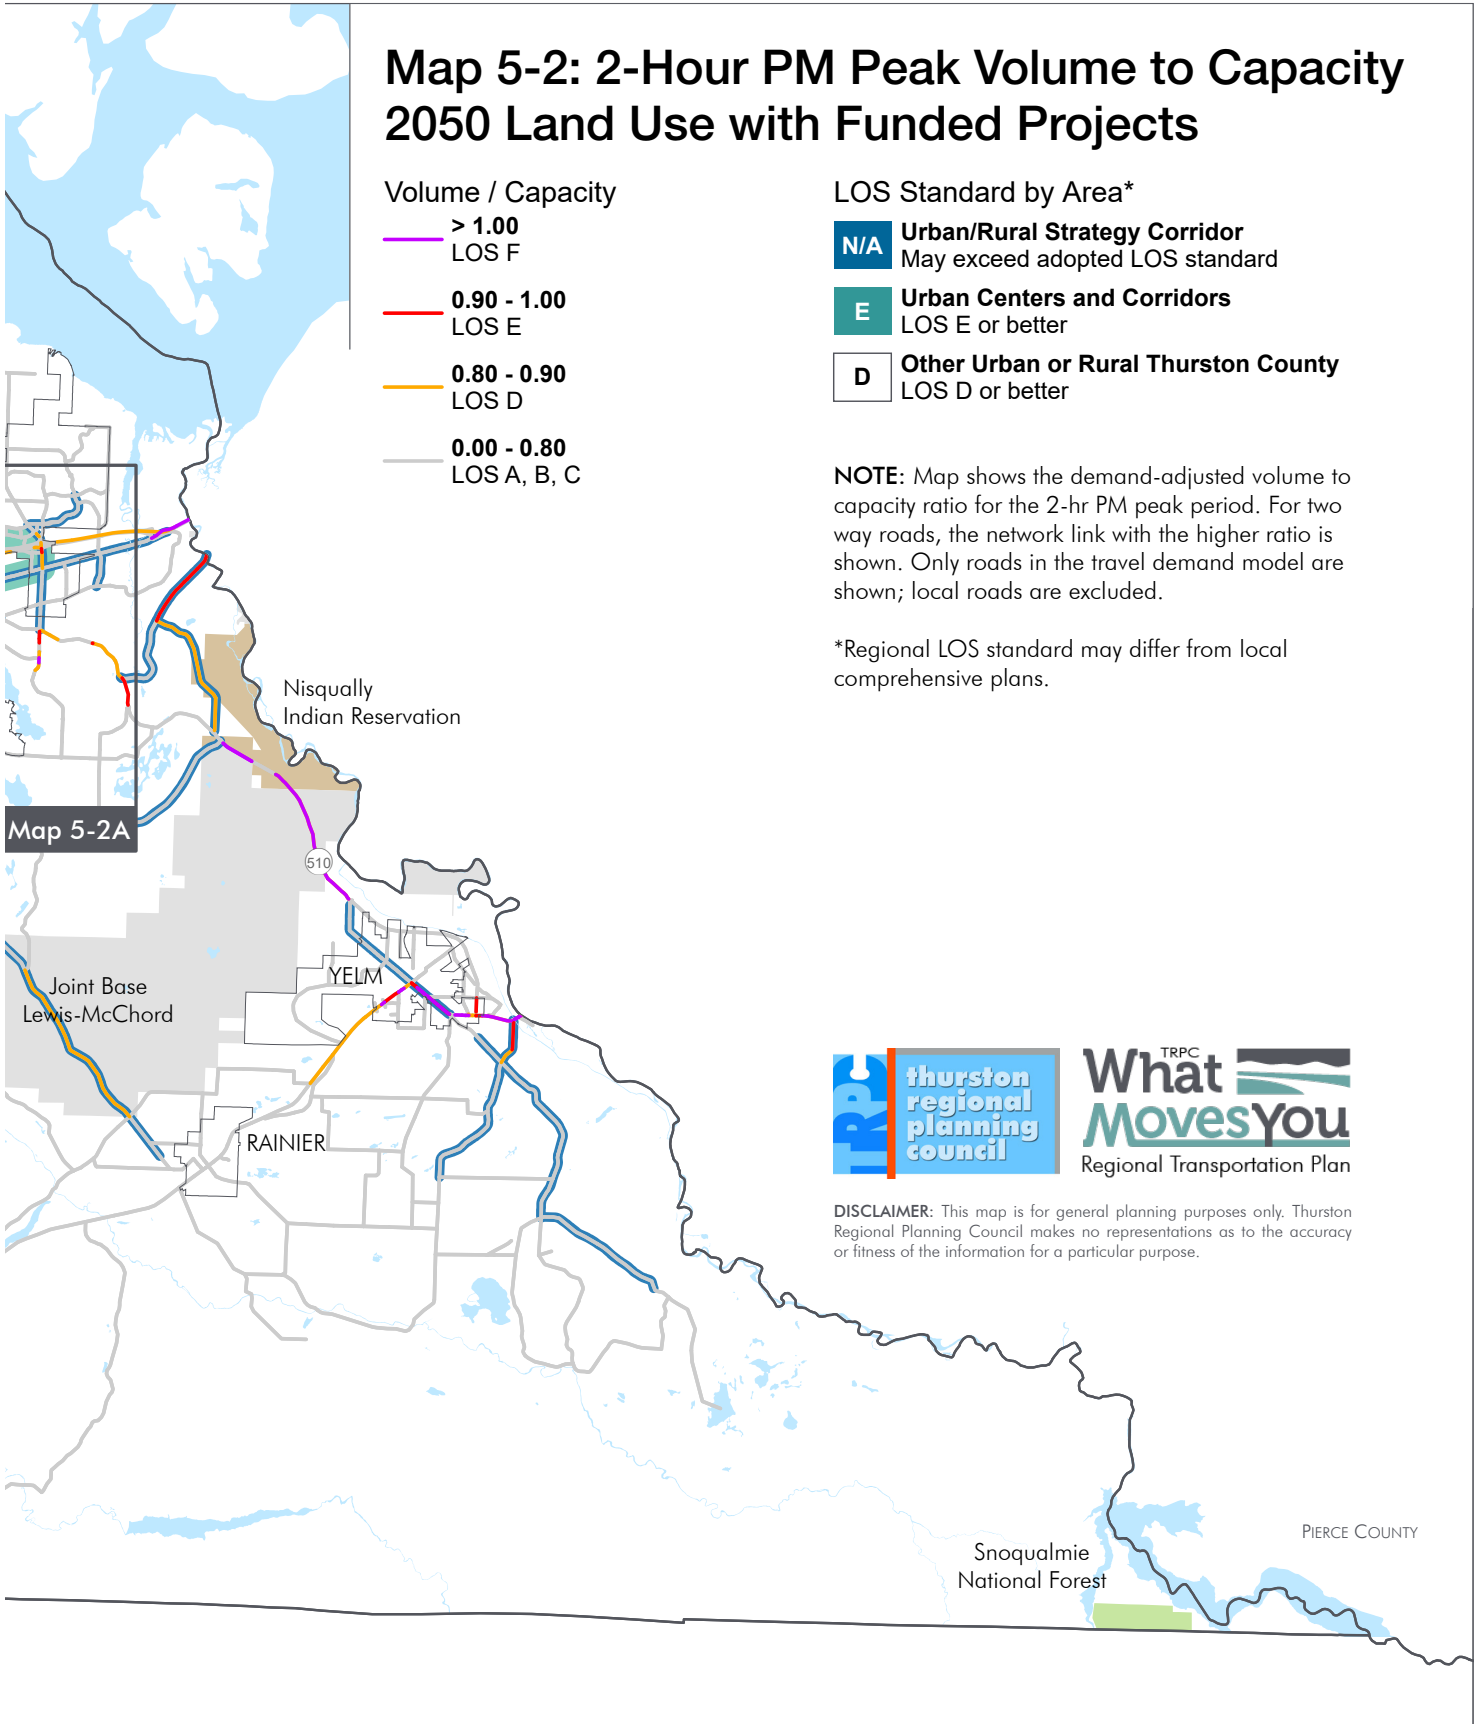 Map 5-2: 2-Hour PM Peak Volume to Capacity
2050 Land Use with Funded Projects
Volume / Capacity
> 1.00
LOS F
0.90 - 1.00
LOS E
0.80 - 0.90
LOS D
0.00 - 0.80
LOS A, B, C
LOS Standard by Area*
N/A
Urban/Rural Strategy Corridor
May exceed adopted LOS standard
E
Urban Centers and Corridors
LOS E or better
D
Other Urban or Rural Thurston County
LOS D or better
NOTE: Map shows the demand-adjusted volume to
capacity ratio for the 2-hr PM peak period. For two
way roads, the network link with the higher ratio is
shown. Only roads in the travel demand model are
shown; local roads are excluded.
*Regional LOS standard may differ from local
comprehensive plans.
Nisqually
Indian Reservation
Map 5-2A
510
YELM
Joint Base
Lewis-McChord
RAINIER
TRPC
thurston
regional
planning
council
TRPC
What
MovesYou
Regional Transportation Plan
DISCLAIMER: This map is for general planning purposes only. Thurston
Regional Planning Council makes no representations as to the accuracy
or fitness of the information for a particular purpose.
PIERCE COUNTY
Snoqualmie
National Forest